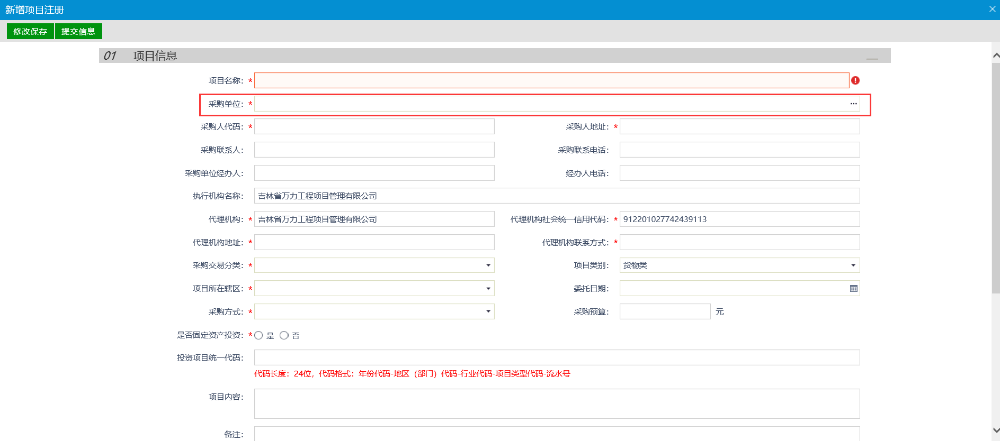 新增项目注册
修改保存 提交信息
01 项目信息
项目名称：*
采购单位：* ...
采购人代码：* 采购人地址：*
采购联系人： 采购联系电话：
采购单位经办人： 经办人电话：
执行机构名称： 吉林省万力工程项目管理有限公司
代理机构：* 吉林省万力工程项目管理有限公司 代理机构社会统一信用代码：* 912201027742439113
代理机构地址：* 代理机构联系方式：*
采购交易分类：* 项目类别： 货物类
项目所在辖区：* 委托日期：
采购方式：* 采购预算： 元
是否固定资产投资：* 是 否
投资项目统一代码：
代码长度：24位，代码格式：年份代码-地区（部门）代码-行业代码-项目类型代码-流水号
项目内容：
备注：